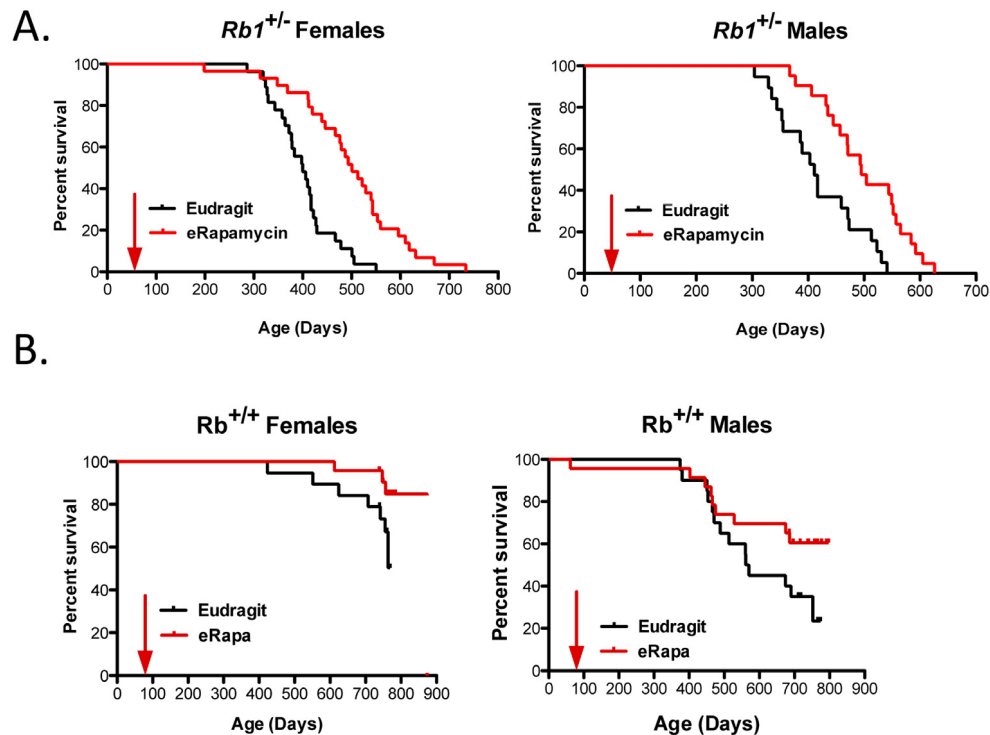 A.
Rb1+/- Females
Percent survival
100
80
60
40
20
0
Eudragit
eRapamycin
0 100 200 300 400 500 600 700 800
Age (Days)
Rb1+/- Males
Percent survival
100
80
60
40
20
0
Eudragit
eRapamycin
0 100 200 300 400 500 600 700
Age (Days)
B.
Rb+/+ Females
Percent survival
100
80
60
40
20
0
Eudragit
eRapa
0 100 200 300 400 500 600 700 800 900
Age (Days)
Rb+/+ Males
Percent survival
100
80
60
40
20
0
Eudragit
eRapa
0 100 200 300 400 500 600 700 800 900
Age (Days)